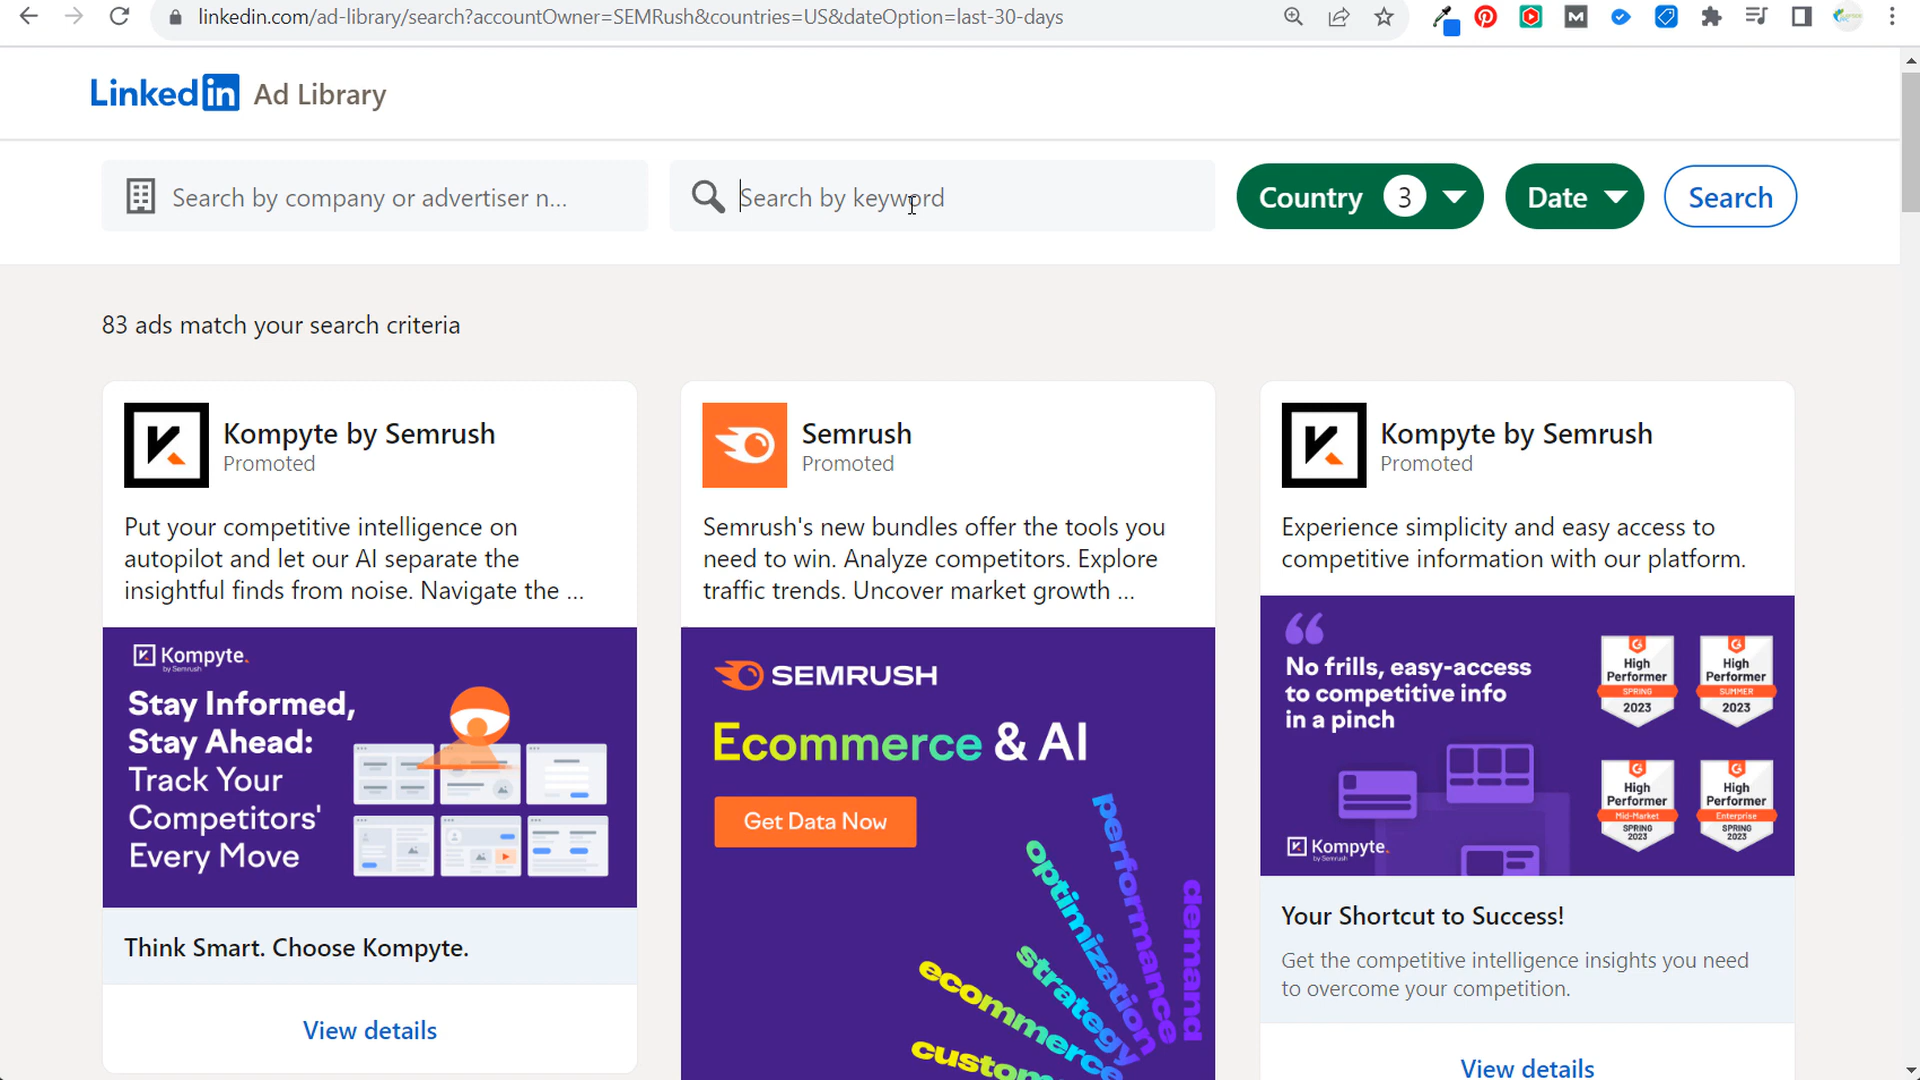 linkedin.com/ad-library/search?accountOwner=SEMRush&countries=US&dateOption=last-30-days
Linkedin Ad Library
Search by company or advertiser n...
Search by keyword
Country 3
Date
Search
83 ads match your search criteria
Kompyte by Semrush
Promoted
Put your competitive intelligence on
autopilot and let our AI separate the
insightful finds from noise. Navigate the ...
Kompyte.
by Semrush
Stay Informed,
Stay Ahead:
Track Your
Competitors'
Every Move
Think Smart. Choose Kompyte.
View details
Semrush
Promoted
Semrush's new bundles offer the tools you
need to win. Analyze competitors. Explore
traffic trends. Uncover market growth ...
SEMRUSH
Ecommerce & AI
Get Data Now
demand
performance
optimization
strategy
ecommerce
custom
Kompyte by Semrush
Promoted
Experience simplicity and easy access to
competitive information with our platform.
No frills, easy-access
to competitive info
in a pinch
High
Performer
SPRING
2023
High
Performer
SUMMER
2023
High
Performer
Mid-Market
SPRING
2023
High
Performer
Enterprise
SPRING
2023
Kompyte.
by Semrush
Your Shortcut to Success!
Get the competitive intelligence insights you need
to overcome your competition.
View details